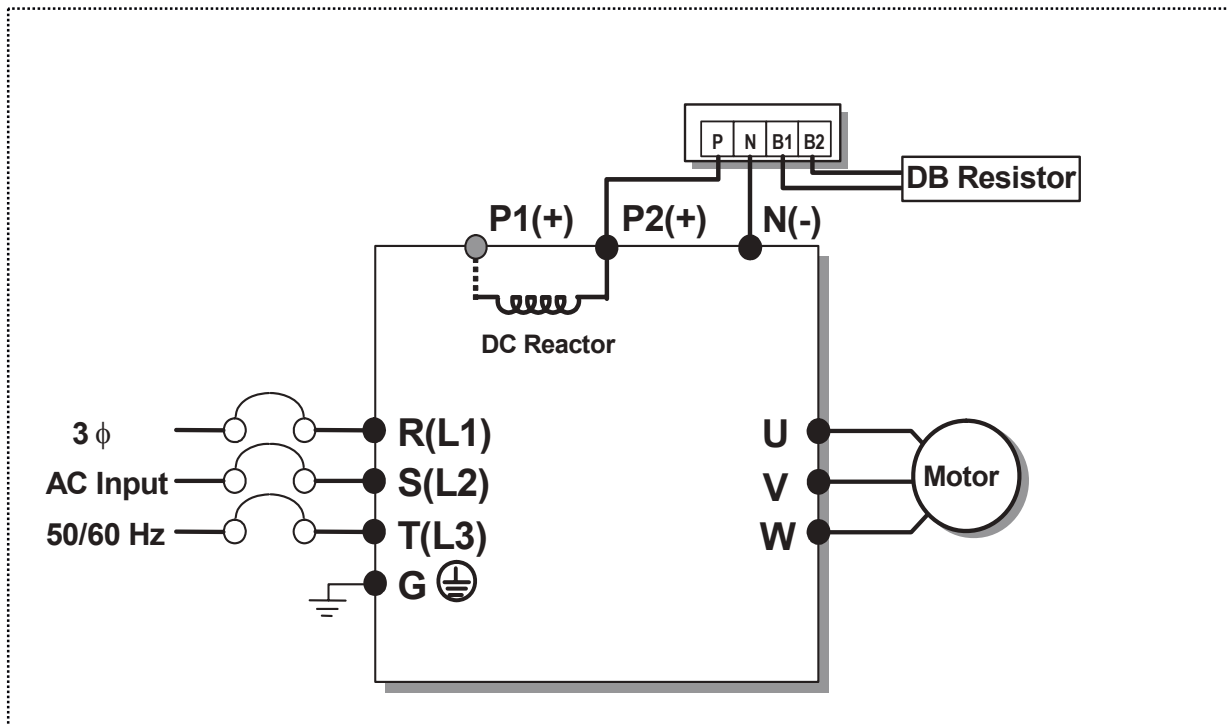 P N B1 B2
DB Resistor
P1(+) P2(+) N(-)
DC Reactor
3 ϕ
R(L1)
U
AC Input
S(L2)
V
Motor
50/60 Hz
T(L3)
W
G